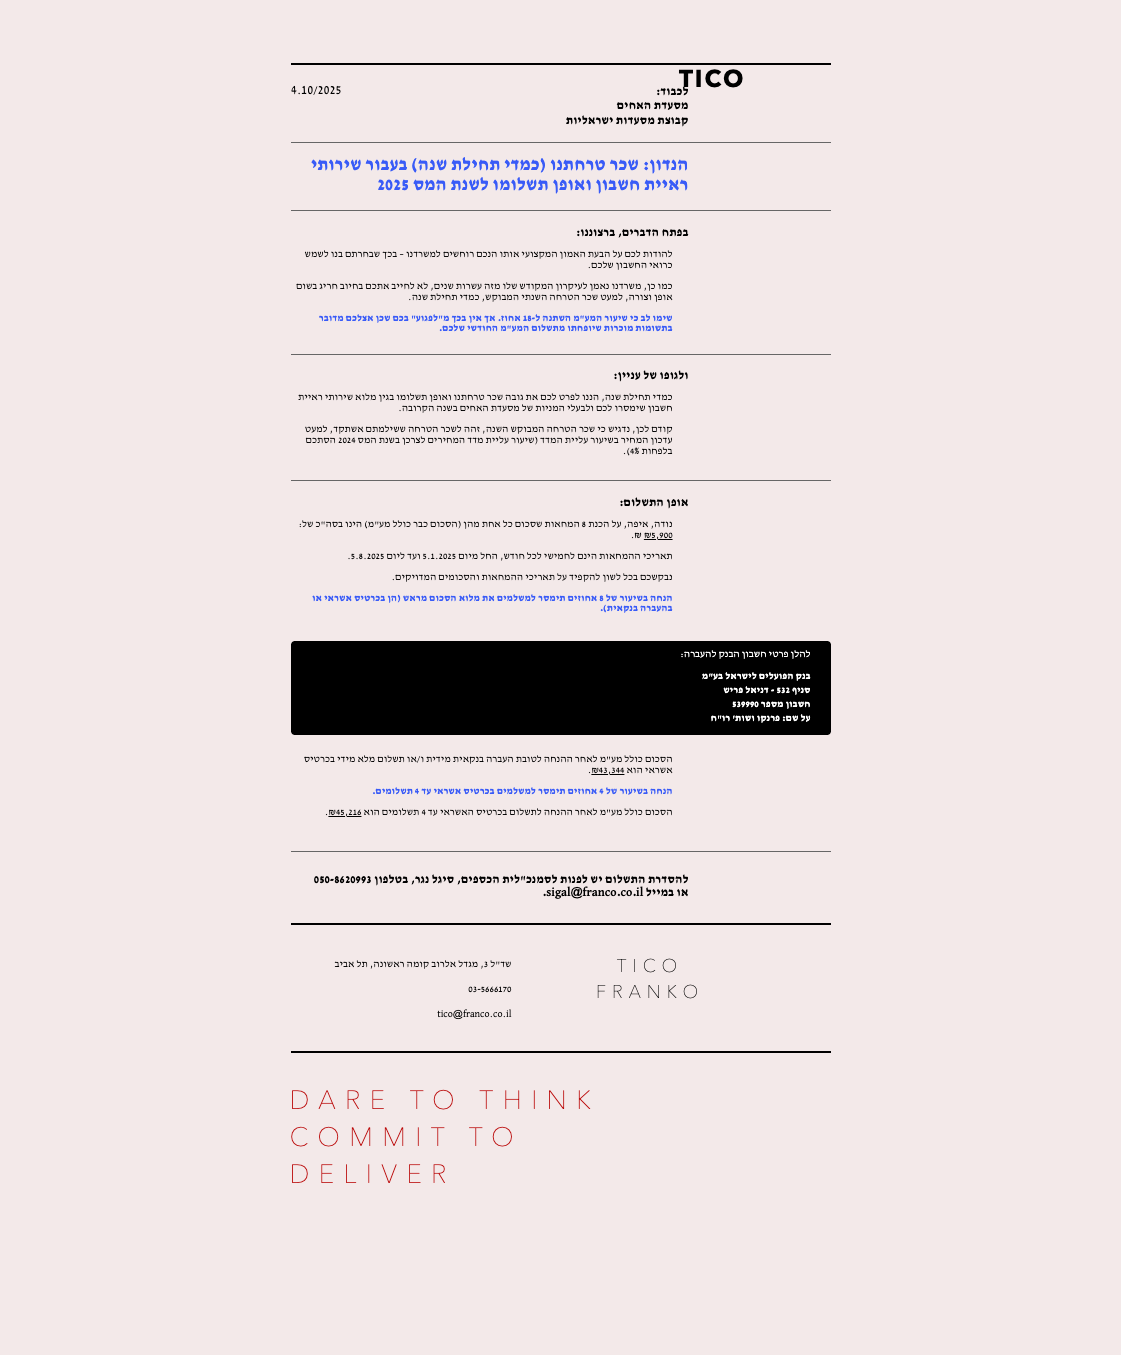 TICO
4.10/2025
לכבוד:
מסעדת האחים
קבוצת מסעדות ישראליות
הנדון: שכר טרחתנו (כמדי תחילת שנה) בעבור שירותי
ראיית חשבון ואופן תשלומו לשנת המס 2025
בפתח הדברים, ברצוננו:
להודות לכם על הבעת האמון המקצועי אותו הנכם רוחשים למשרדנו - בכך שבחרתם בנו לשמש
כרואי החשבון שלכם.
כמו כן, משרדנו נאמן לעיקרון המקודש שלו מזה עשרות שנים, לא לחייב אתכם בחיוב חריג בשום
אופן וצורה, למעט שכר הטרחה השנתי המבוקש, כמדי תחילת שנה.
שימו לב כי שיעור המע"מ השתנה ל-18 אחוז. אך אין בכך מ"לפגוע" בכם שכן אצלכם מדובר
בתשומות מוכרות שיופחתו מתשלום המע"מ החודשי שלכם.
ולגופו של עניין:
כמדי תחילת שנה, הננו לפרט לכם את גובה שכר טרחתנו ואופן תשלומו בגין מלוא שירותי ראיית
חשבון שימסרו לכם ולבעלי המניות של מסעדת האחים בשנה הקרובה.
קודם לכן, נדגיש כי שכר הטרחה המבוקש השנה, זהה לשכר הטרחה ששילמתם אשתקד, למעט
עדכון המחיר בשיעור עליית המדד (שיעור עליית מדד המחירים לצרכן בשנת המס 2024 הסתכם
בלפחות 4%).
אופן התשלום:
נודה, איפה, על הכנת 8 המחאות שסכום כל אחת מהן (הסכום כבר כולל מע"מ) הינו בסה"כ של:
₪5,900 ₪.
תאריכי ההמחאות הינם לחמישי לכל חודש, החל מיום 5.1.2025 ועד ליום 5.8.2025.
נבקשכם בכל לשון להקפיד על תאריכי ההמחאות והסכומים המדויקים.
הנחה בשיעור של 8 אחוזים תימסר למשלמים את מלוא הסכום מראש (הן בכרטיס אשראי או
בהעברה בנקאית).
להלן פרטי חשבון הבנק להעברה:
בנק הפועלים לישראל בע"מ
סניף 532 - דניאל פריש
חשבון מספר 539990
על שם: פרנקו ושות' רו"ח
הסכום כולל מע"מ לאחר ההנחה לטובת העברה בנקאית מידית ו/או תשלום מלא מידי בכרטיס
אשראי הוא ₪43,344.
הנחה בשיעור של 4 אחוזים תימסר למשלמים בכרטיס אשראי עד 4 תשלומים.
הסכום כולל מע"מ לאחר ההנחה לתשלום בכרטיס האשראי עד 4 תשלומים הוא ₪45,216.
להסדרת התשלום יש לפנות לסמנכ"לית הכספים, סיגל נגר, בטלפון 050-8620993
או במייל sigal@franco.co.il.
TICO
FRANKO
שד"ל 3, מגדל אלרוב קומה ראשונה, תל אביב
03-5666170
tico@franco.co.il
DARE TO THINK
COMMIT TO
DELIVER